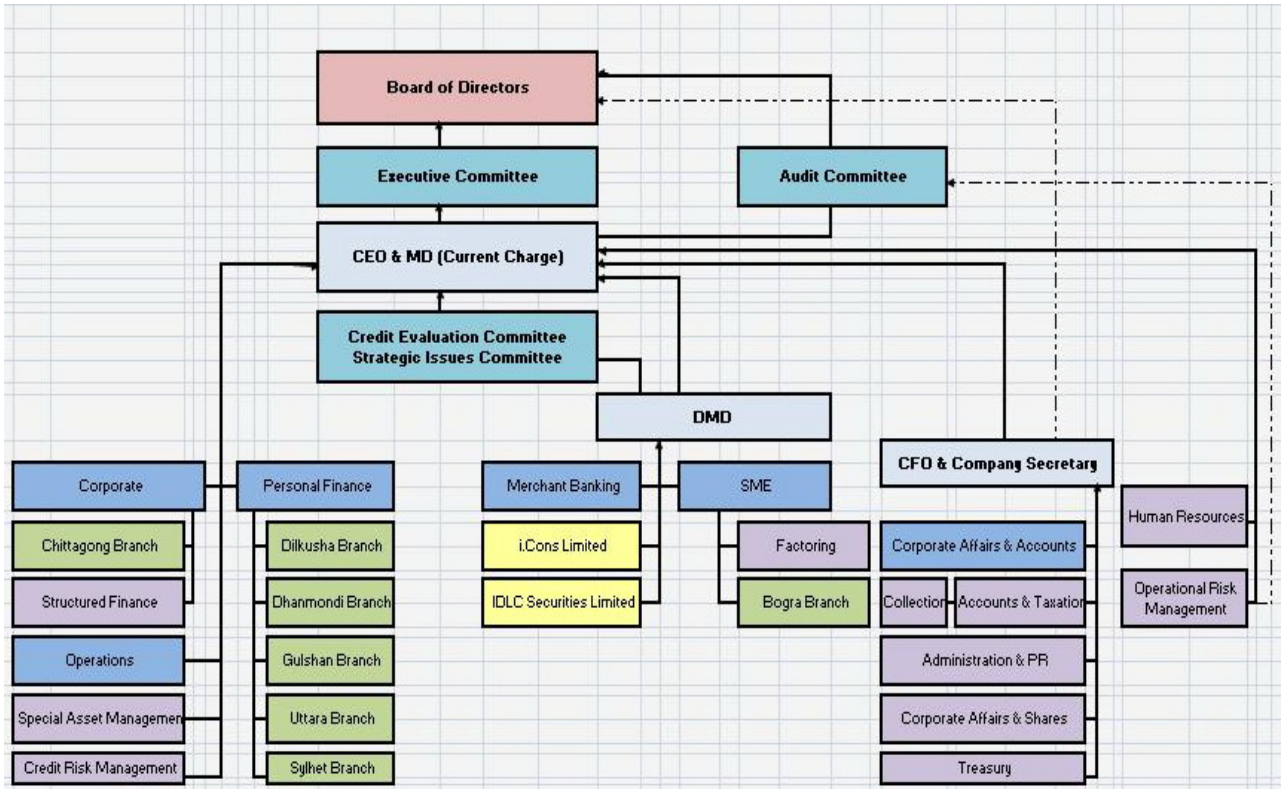 Board of Directors
Executive Committee
Audit Committee
CEO & MD (Current Charge)
Credit Evaluation Committee
Strategic Issues Committee
DMD
CFO & Company Secretary
Corporate
Personal Finance
Merchant Banking
SME
Human Resources
Chittagong Branch
Dilkusha Branch
i.Cons Limited
Factoring
Corporate Affairs & Accounts
Structured Finance
Dhanmondi Branch
IDLC Securities Limited
Bogra Branch
Collection
Accounts & Taxation
Operational Risk
Management
Operations
Gulshan Branch
Administration & PR
Special Asset Managemen
Uttara Branch
Corporate Affairs & Shares
Credit Risk Management
Sylhet Branch
Treasury